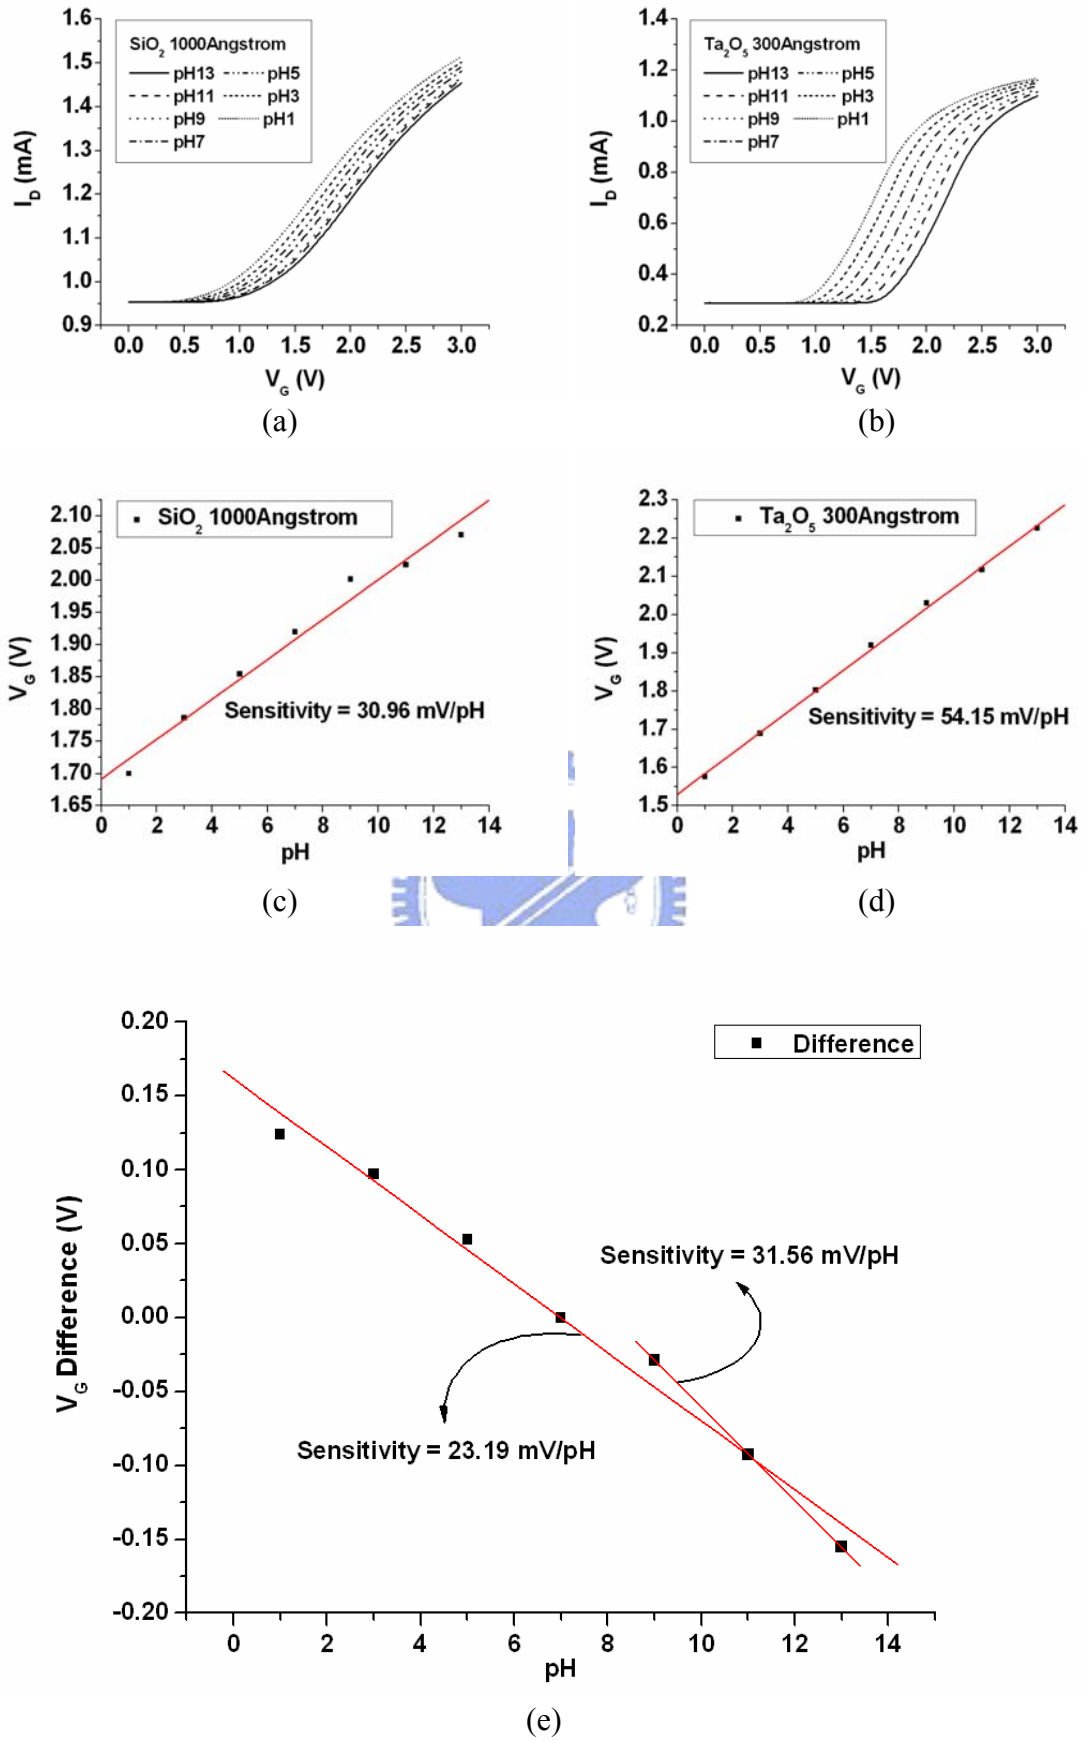 SiO2 1000Angstrom
pH13 pH5
pH11 pH3
pH9 pH1
pH7
1.6
1.5
1.4
1.3
1.2
1.1
1.0
0.9
ID (mA)
0.0 0.5 1.0 1.5 2.0 2.5 3.0
VG (V)
(a)
Ta2O5 300Angstrom
pH13 pH5
pH11 pH3
pH9 pH1
pH7
1.4
1.2
1.0
0.8
0.6
0.4
0.2
ID (mA)
0.0 0.5 1.0 1.5 2.0 2.5 3.0
VG (V)
(b)
SiO2 1000Angstrom
2.10
2.05
2.00
1.95
1.90
1.85
1.80
1.75
1.70
1.65
VG (V)
Sensitivity = 30.96 mV/pH
0 2 4 6 8 10 12 14
pH
(c)
Ta2O5 300Angstrom
2.3
2.2
2.1
2.0
1.9
1.8
1.7
1.6
1.5
VG (V)
Sensitivity = 54.15 mV/pH
0 2 4 6 8 10 12 14
pH
(d)
Difference
0.20
0.15
0.10
0.05
0.00
-0.05
-0.10
-0.15
-0.20
VG Difference (V)
Sensitivity = 31.56 mV/pH
Sensitivity = 23.19 mV/pH
0 2 4 6 8 10 12 14
pH
(e)